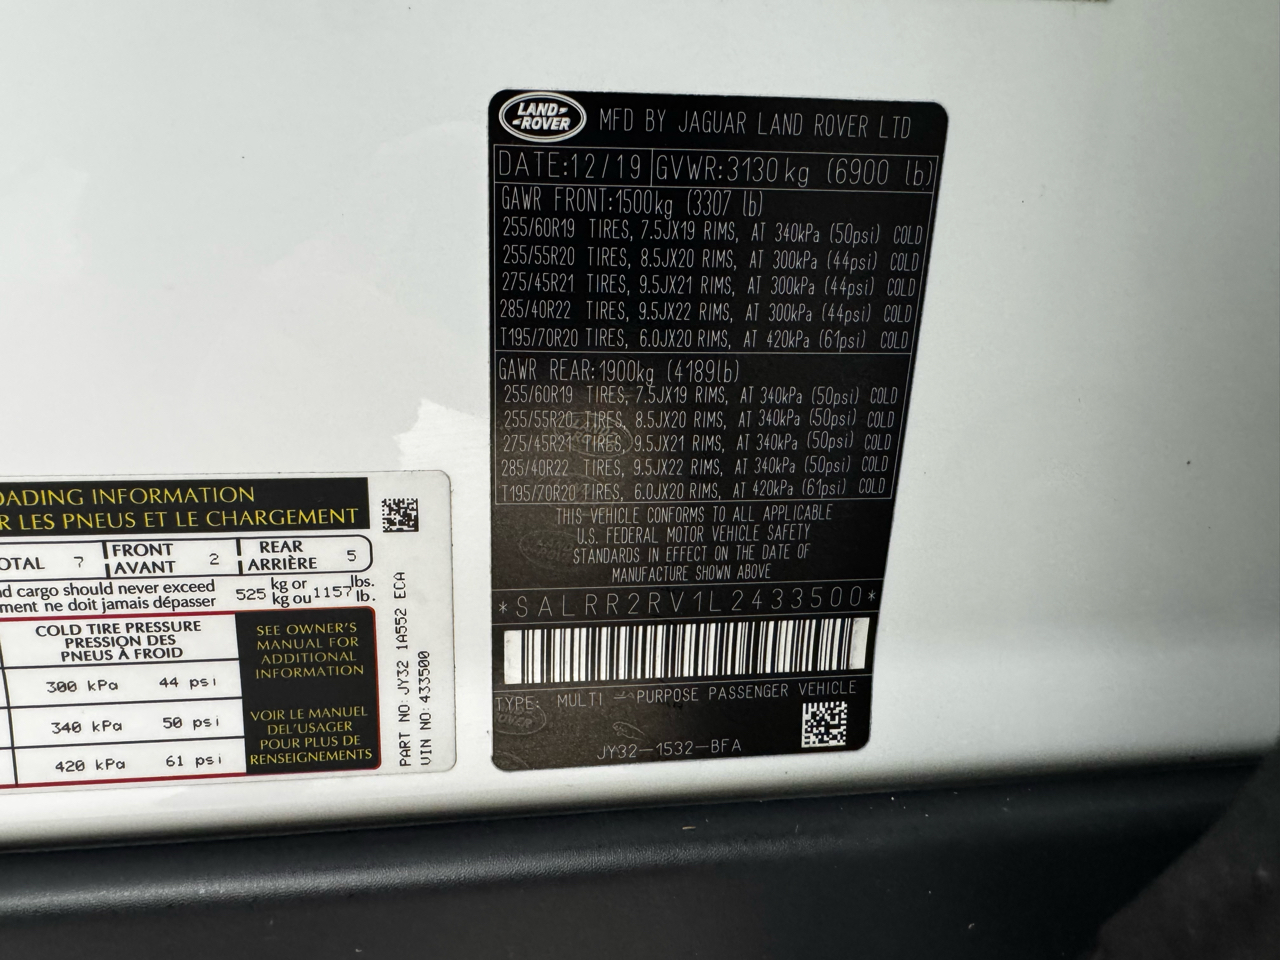 LAND-
-ROVER
MFD BY JAGUAR LAND ROVER LTD
DATE:12/19 GVWR:3130kg (6900 lb)
GAWR FRONT:1500kg (3307 lb)
255/60R19 TIRES, 7.5JX19 RIMS, AT 340kPa (50psi) COLD
255/55R20 TIRES, 8.5JX20 RIMS, AT 300kPa (44psi) COLD
275/45R21 TIRES, 9.5JX21 RIMS, AT 300kPa (44psi) COLD
285/40R22 TIRES, 9.5JX22 RIMS, AT 300kPa (44psi) COLD
T195/70R20 TIRES, 6.0JX20 RIMS, AT 420kPa (61psi) COLD
GAWR REAR:1900kg (4189lb)
255/60R19 TIRES, 7.5JX19 RIMS, AT 340kPa (50psi) COLD
255/55R20 TIRES, 8.5JX20 RIMS, AT 340kPa (50psi) COLD
275/45R21 TIRES, 9.5JX21 RIMS, AT 340kPa (50psi) COLD
285/40R22 TIRES, 9.5JX22 RIMS, AT 340kPa (50psi) COLD
T195/70R20 TIRES, 6.0JX20 RIMS, AT 420kPa (61psi) COLD
THIS VEHICLE CONFORMS TO ALL APPLICABLE
U.S. FEDERAL MOTOR VEHICLE SAFETY
STANDARDS IN EFFECT ON THE DATE OF
MANUFACTURE SHOWN ABOVE
*SALRR2RV1L2433500*
TYPE: MULTI-PURPOSE PASSENGER VEHICLE
JY32-1532-BFA
OADING INFORMATION
R LES PNEUS ET LE CHARGEMENT
OTAL 7 FRONT AVANT 2 REAR ARRIÈRE 5
d cargo should never exceed 525 kg or 1157 lbs.
ment ne doit jamais dépasser kg ou lb.
COLD TIRE PRESSURE
PRESSION DES
PNEUS À FROID
300 kPa 44 psi
340 kPa 50 psi
420 kPa 61 psi
SEE OWNER'S
MANUAL FOR
ADDITIONAL
INFORMATION
VOIR LE MANUEL
DEL'USAGER
POUR PLUS DE
RENSEIGNEMENTS
PART NO:JY32 1A552 ECA
VIN NO:433500